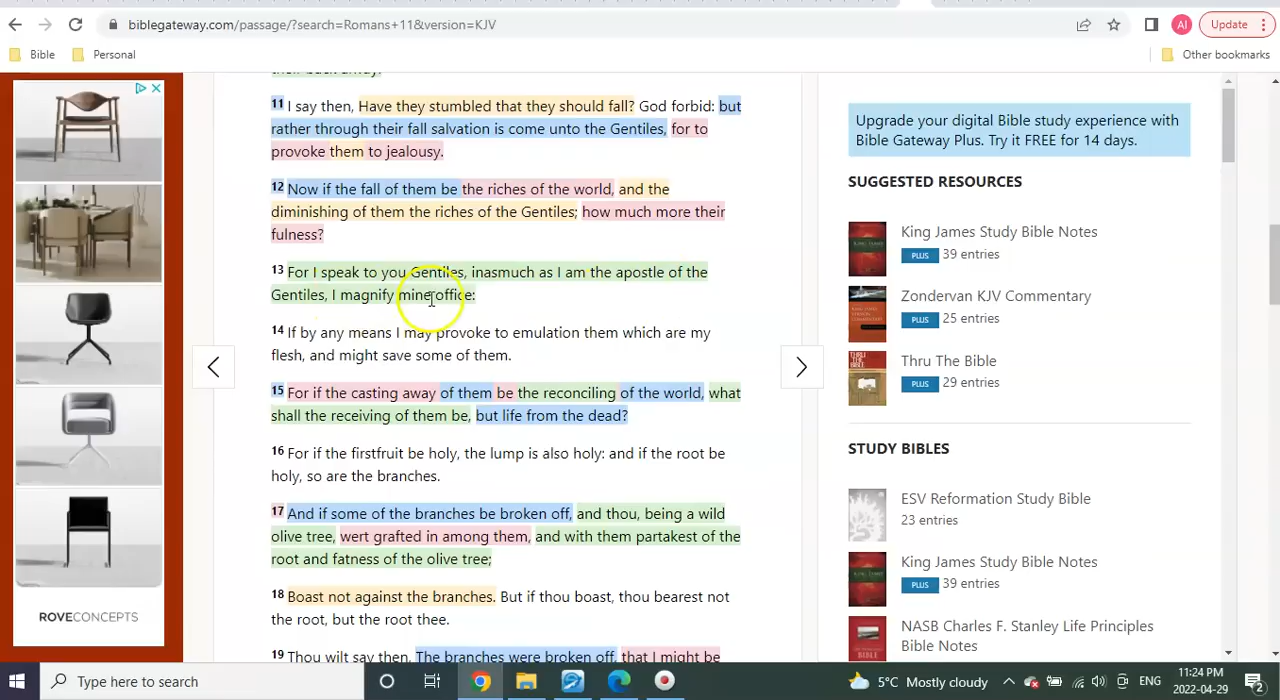 biblegateway.com/passage/?search=Romans+11&version=KJV
AI
Update
Bible
Personal
Other bookmarks
their back alway.
11 I say then, Have they stumbled that they should fall? God forbid: but
rather through their fall salvation is come unto the Gentiles, for to
provoke them to jealousy.
12 Now if the fall of them be the riches of the world, and the
diminishing of them the riches of the Gentiles; how much more their
fulness?
13 For I speak to you Gentiles, inasmuch as I am the apostle of the
Gentiles, I magnify mine office:
14 If by any means I may provoke to emulation them which are my
flesh, and might save some of them.
15 For if the casting away of them be the reconciling of the world, what
shall the receiving of them be, but life from the dead?
16 For if the firstfruit be holy, the lump is also holy: and if the root be
holy, so are the branches.
17 And if some of the branches be broken off, and thou, being a wild
olive tree, wert grafted in among them, and with them partakest of the
root and fatness of the olive tree;
18 Boast not against the branches. But if thou boast, thou bearest not
the root, but the root thee.
19 Thou wilt say then, The branches were broken off, that I might be
ROVECONCEPTS
Upgrade your digital Bible study experience with
Bible Gateway Plus. Try it FREE for 14 days.
SUGGESTED RESOURCES
King James Study Bible Notes
PLUS 39 entries
Zondervan KJV Commentary
PLUS 25 entries
Thru The Bible
PLUS 29 entries
STUDY BIBLES
ESV Reformation Study Bible
23 entries
King James Study Bible Notes
PLUS 39 entries
NASB Charles F. Stanley Life Principles
Bible Notes
Type here to search
5°C Mostly cloudy
ENG
11:24 PM
2022-04-29
2